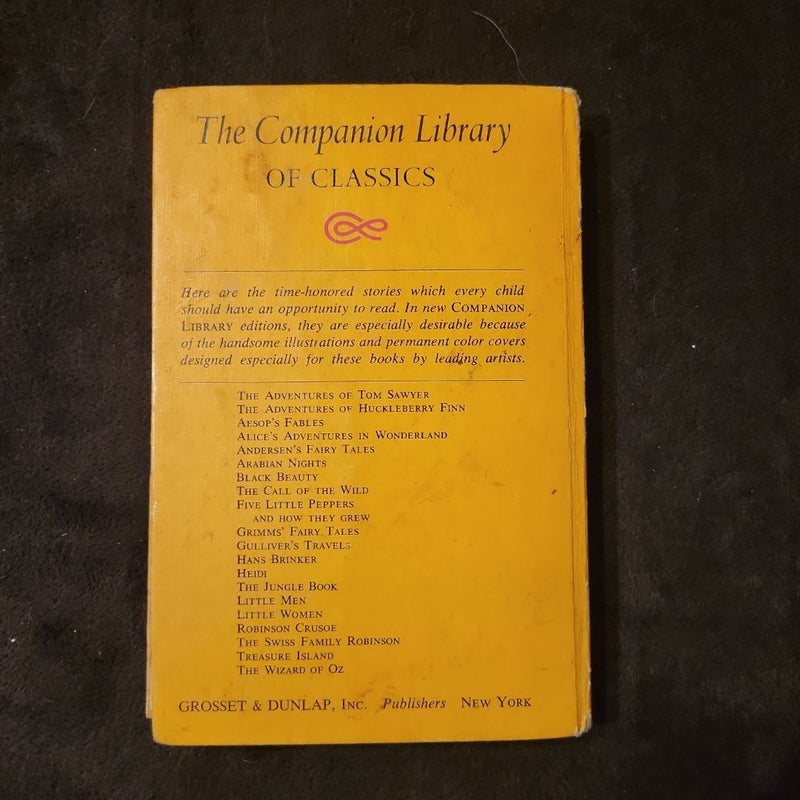 The Companion Library
OF CLASSICS
Here are the time-honored stories which every child
should have an opportunity to read. In new COMPANION
LIBRARY editions, they are especially desirable because
of the handsome illustrations and permanent color covers
designed especially for these books by leading artists.
THE ADVENTURES OF TOM SAWYER
THE ADVENTURES OF HUCKLEBERRY FINN
AESOP'S FABLES
ALICE'S ADVENTURES IN WONDERLAND
ANDERSEN'S FAIRY TALES
ARABIAN NIGHTS
BLACK BEAUTY
THE CALL OF THE WILD
FIVE LITTLE PEPPERS
AND HOW THEY GREW
GRIMMS' FAIRY TALES
GULLIVER'S TRAVELS
HANS BRINKER
HEIDI
THE JUNGLE BOOK
LITTLE MEN
LITTLE WOMEN
ROBINSON CRUSOE
THE SWISS FAMILY ROBINSON
TREASURE ISLAND
THE WIZARD OF OZ
GROSSET & DUNLAP, INC. Publishers NEW YORK